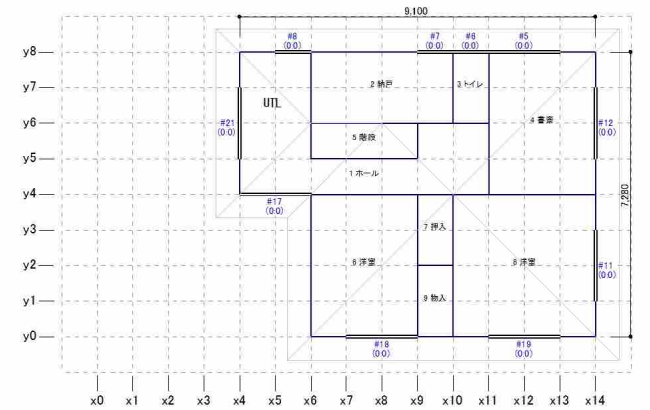 9,100
#8
(0:0)
#7
(0:0)
#6
(0:0)
#5
(0:0)
y8
y7
2 納戸
3 トイレ
UTL
#21
(0:0)
y6
4 書斎
#12
(0:0)
5 階段
y5
1 ホール
y4
7,280
#17
(0:0)
y3
7 押入
6 洋室
8 洋室
y2
#11
(0:0)
y1
9 物入
y0
#18
(0:0)
#19
(0:0)
x0 x1 x2 x3 x4 x5 x6 x7 x8 x9 x10 x11 x12 x13 x14